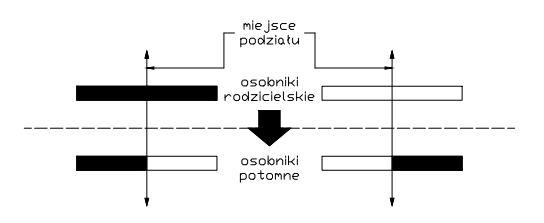 miejsce
podziału
osobniki
rodzicielskie
osobniki
potomne